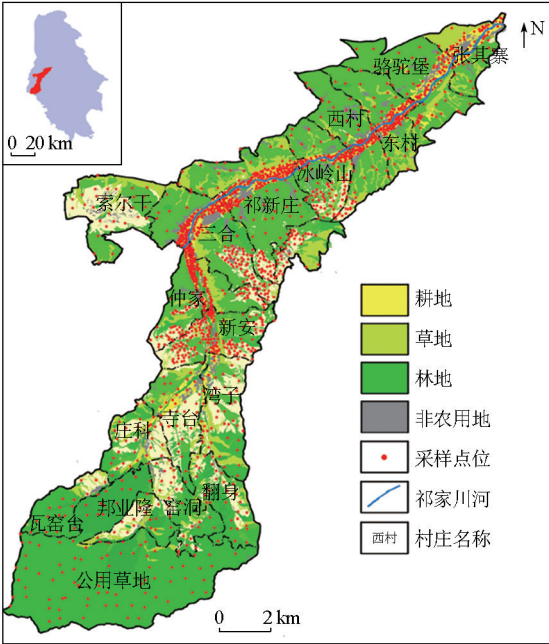 N
张其寨
骆驼堡
西村
东村
0 20 km
冰岭山
索尔干
祁新庄
三合
仲家
新安
湾子
寺台
庄科
翻身
窑洞
邦业隆
瓦窑台
公用草地
耕地
草地
林地
非农用地
采样点位
祁家川河
西村 村庄名称
0 2 km